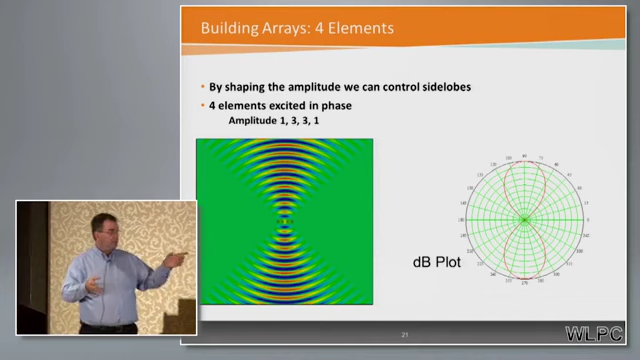 Building Arrays: 4 Elements
• By shaping the amplitude we can control sidelobes
• 4 elements excited in phase
Amplitude 1, 3, 3, 1
dB Plot
21
WLPC